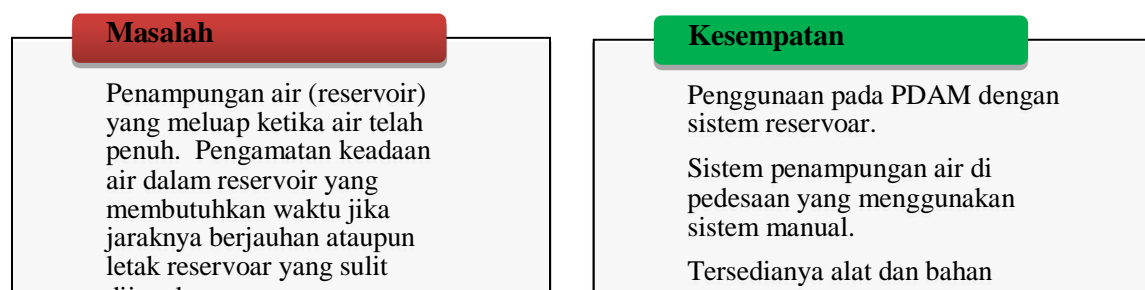 Masalah
Penampungan air (reservoir)
yang meluap ketika air telah
penuh.  Pengamatan keadaan
air dalam reservoir yang
membutuhkan waktu jika
jaraknya berjauhan ataupun
letak reservoar yang sulit
Kesempatan
Penggunaan pada PDAM dengan
sistem reservoar.
Sistem penampungan air di
pedesaan yang menggunakan
sistem manual.
Tersedianya alat dan bahan